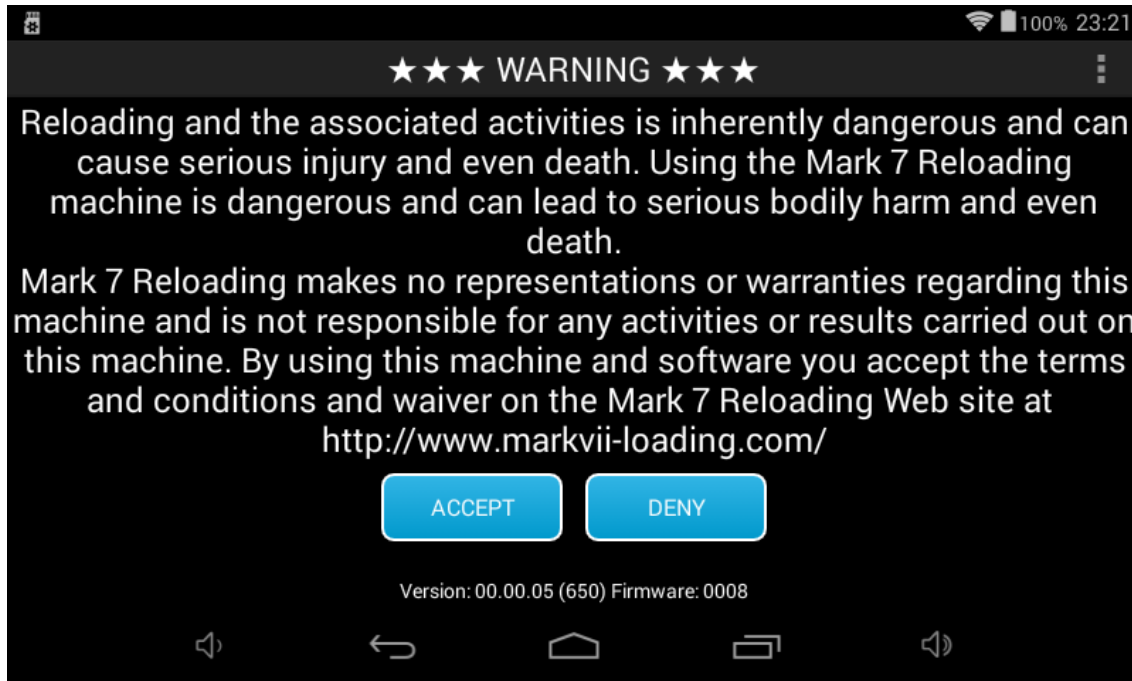 100% 23:21
★★★ WARNING ★★★
Reloading and the associated activities is inherently dangerous and can
cause serious injury and even death. Using the Mark 7 Reloading
machine is dangerous and can lead to serious bodily harm and even
death.
Mark 7 Reloading makes no representations or warranties regarding this
machine and is not responsible for any activities or results carried out on
this machine. By using this machine and software you accept the terms
and conditions and waiver on the Mark 7 Reloading Web site at
http://www.markvii-loading.com/
ACCEPT DENY
Version: 00.00.05 (650) Firmware: 0008